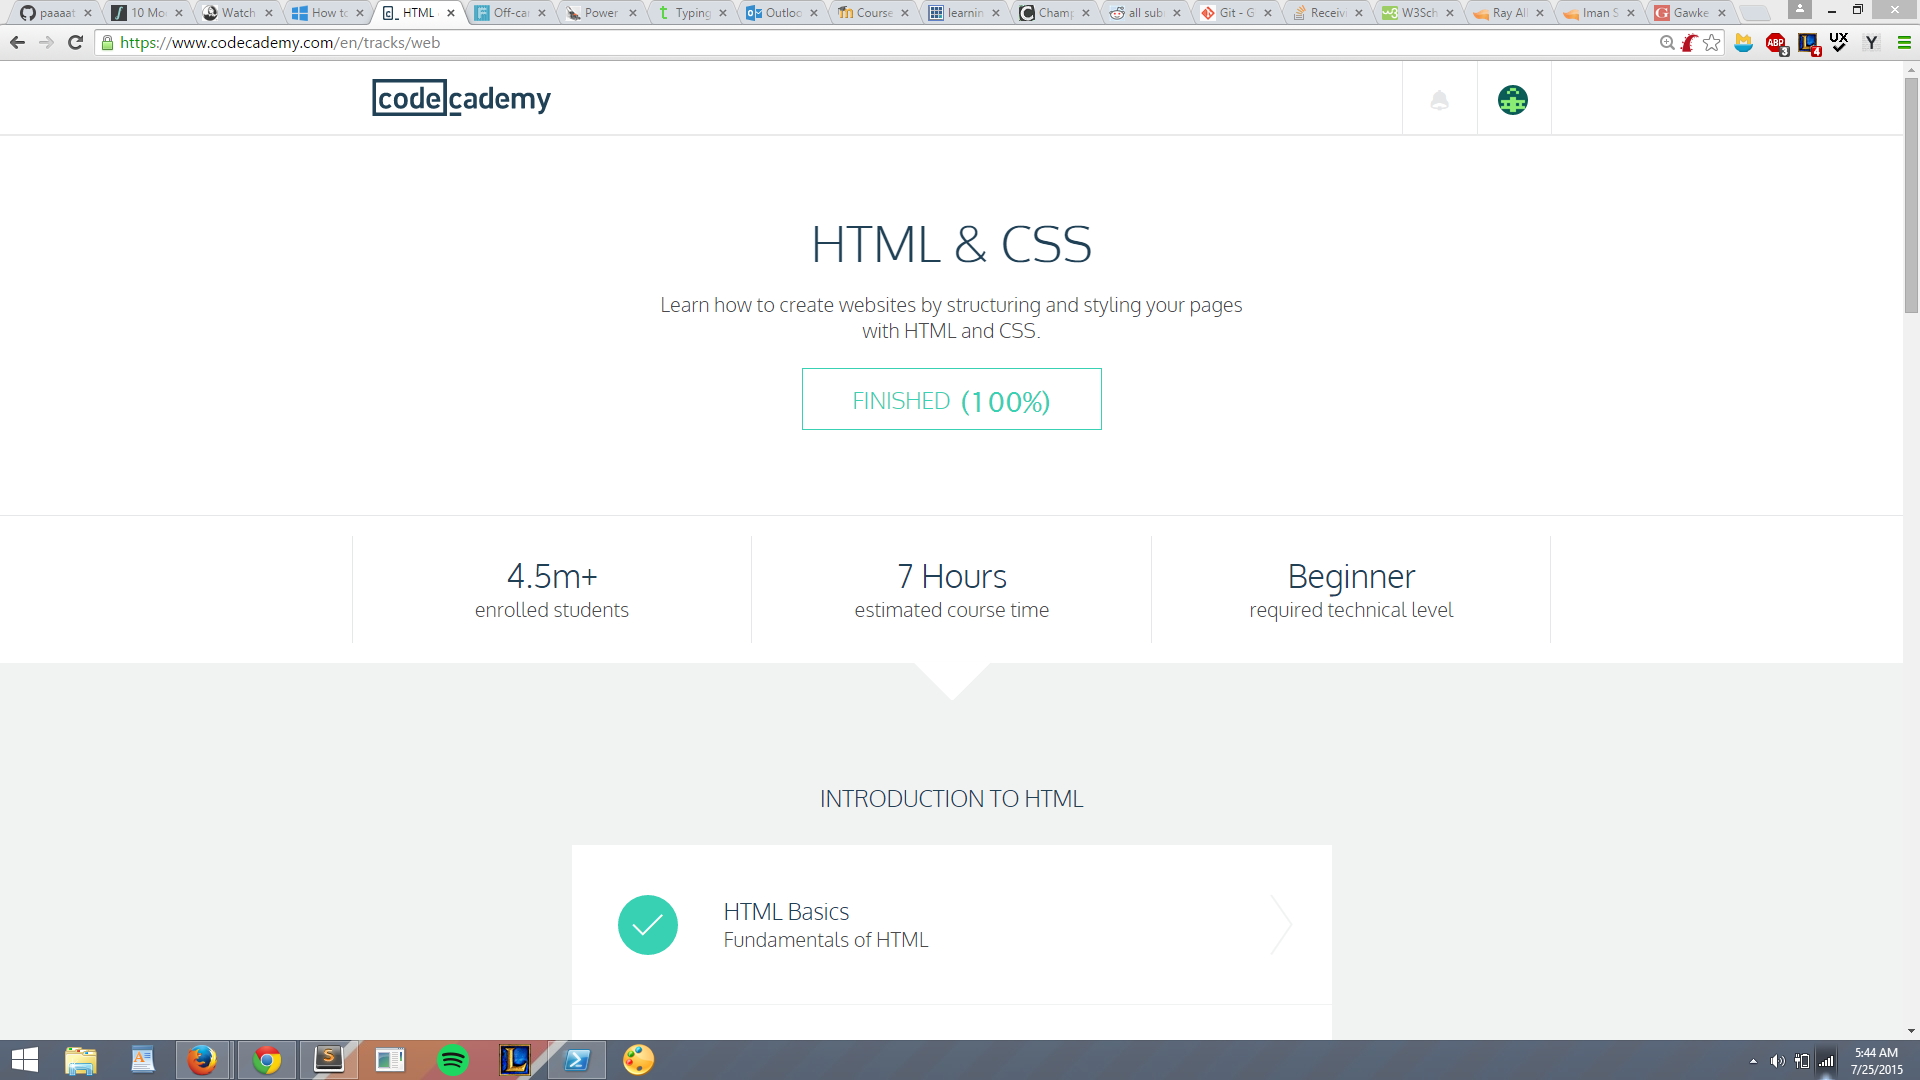 paaaat
10 Mo
Watch
How to
HTML
Off-ca
Power
Typing
Outloo
Course
learnin
Champ
all sub
Git - G
Receivi
W3Sch
Ray All
Iman S
Gawke
https://www.codecademy.com/en/tracks/web
codecademy
HTML & CSS
Learn how to create websites by structuring and styling your pages
with HTML and CSS.
FINISHED (100%)
4.5m+
enrolled students
7 Hours
estimated course time
Beginner
required technical level
INTRODUCTION TO HTML
HTML Basics
Fundamentals of HTML
5:44 AM
7/25/2015